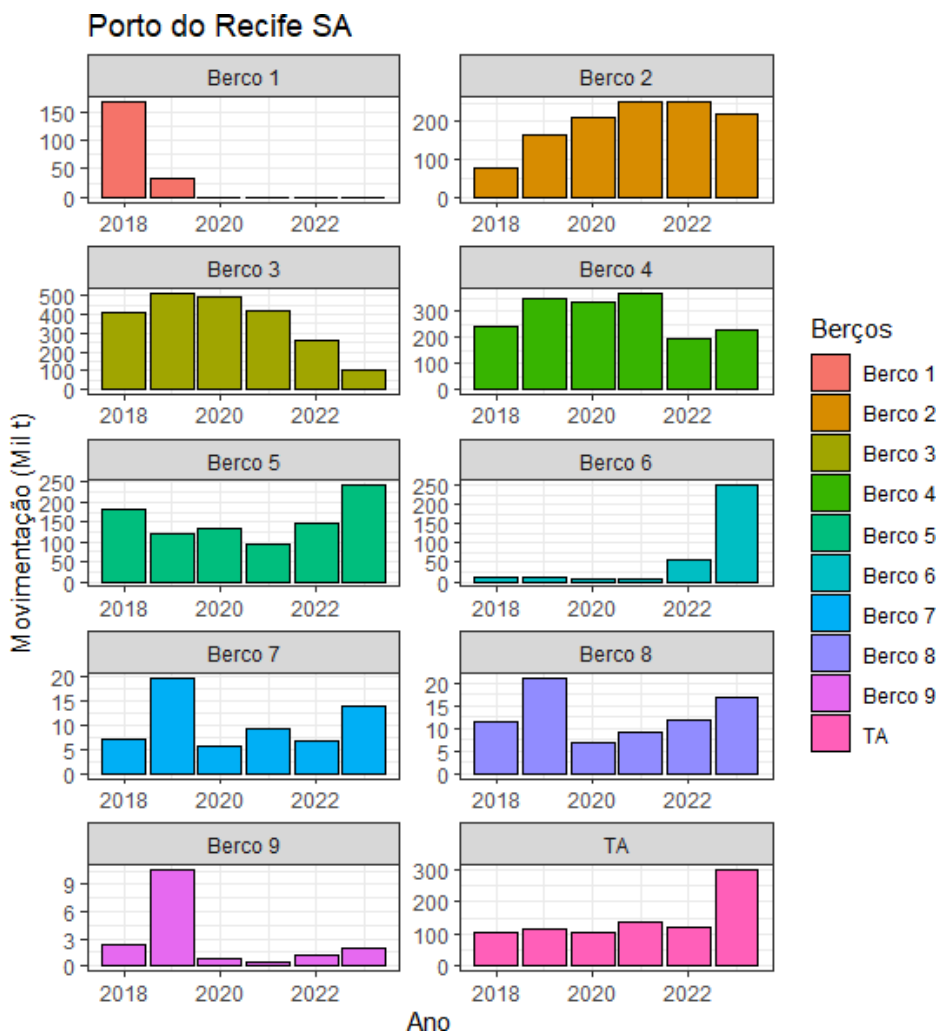 Porto do Recife SA
Berco 1
Berco 2
150
100
50
0
2018 2020 2022
200
100
0
2018 2020 2022
Berco 3
Berco 4
500
400
300
200
100
0
2018 2020 2022
300
200
100
0
2018 2020 2022
Berco 5
Berco 6
250
200
150
100
50
0
2018 2020 2022
250
200
150
100
50
0
2018 2020 2022
Berco 7
Berco 8
20
15
10
5
0
2018 2020 2022
20
15
10
5
0
2018 2020 2022
Berco 9
TA
9
6
3
0
2018 2020 2022
300
200
100
0
2018 2020 2022
Movimentação (Mil t)
Ano
Berços
Berco 1
Berco 2
Berco 3
Berco 4
Berco 5
Berco 6
Berco 7
Berco 8
Berco 9
TA